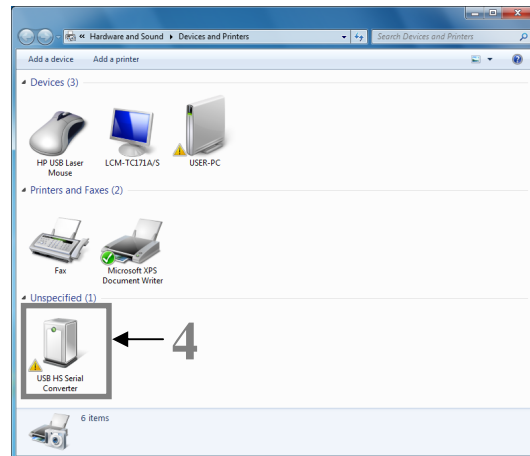 « Hardware and Sound ▸ Devices and Printers
Search Devices and Printers
Add a device Add a printer
Devices (3)
HP USB Laser
Mouse
LCM-TC171A/S
USER-PC
Printers and Faxes (2)
Fax
Microsoft XPS
Document Writer
Unspecified (1)
4
USB HS Serial
Converter
6 items